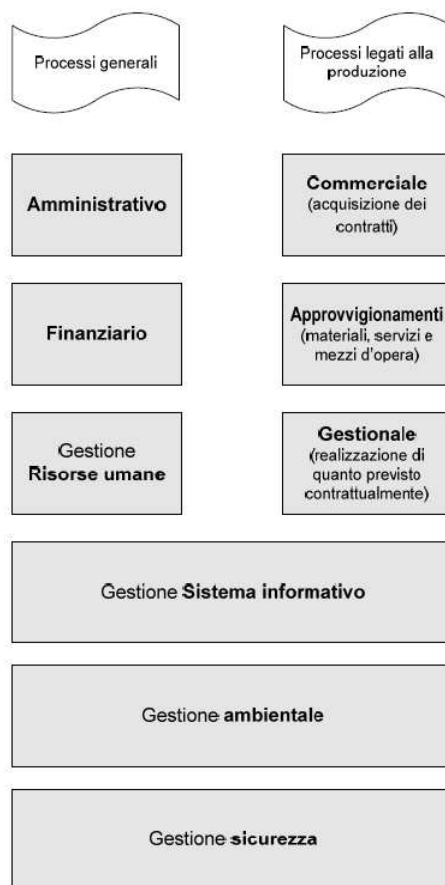 Processi generali
Processi legati alla
produzione
Amministrativo
Commerciale
(acquisizione dei
contratti)
Finanziario
Approvvigionamenti
(materiali, servizi e
mezzi d'opera)
Gestione
Risorse umane
Gestionale
(realizzazione di
quanto previsto
contrattualmente)
Gestione Sistema informativo
Gestione ambientale
Gestione sicurezza